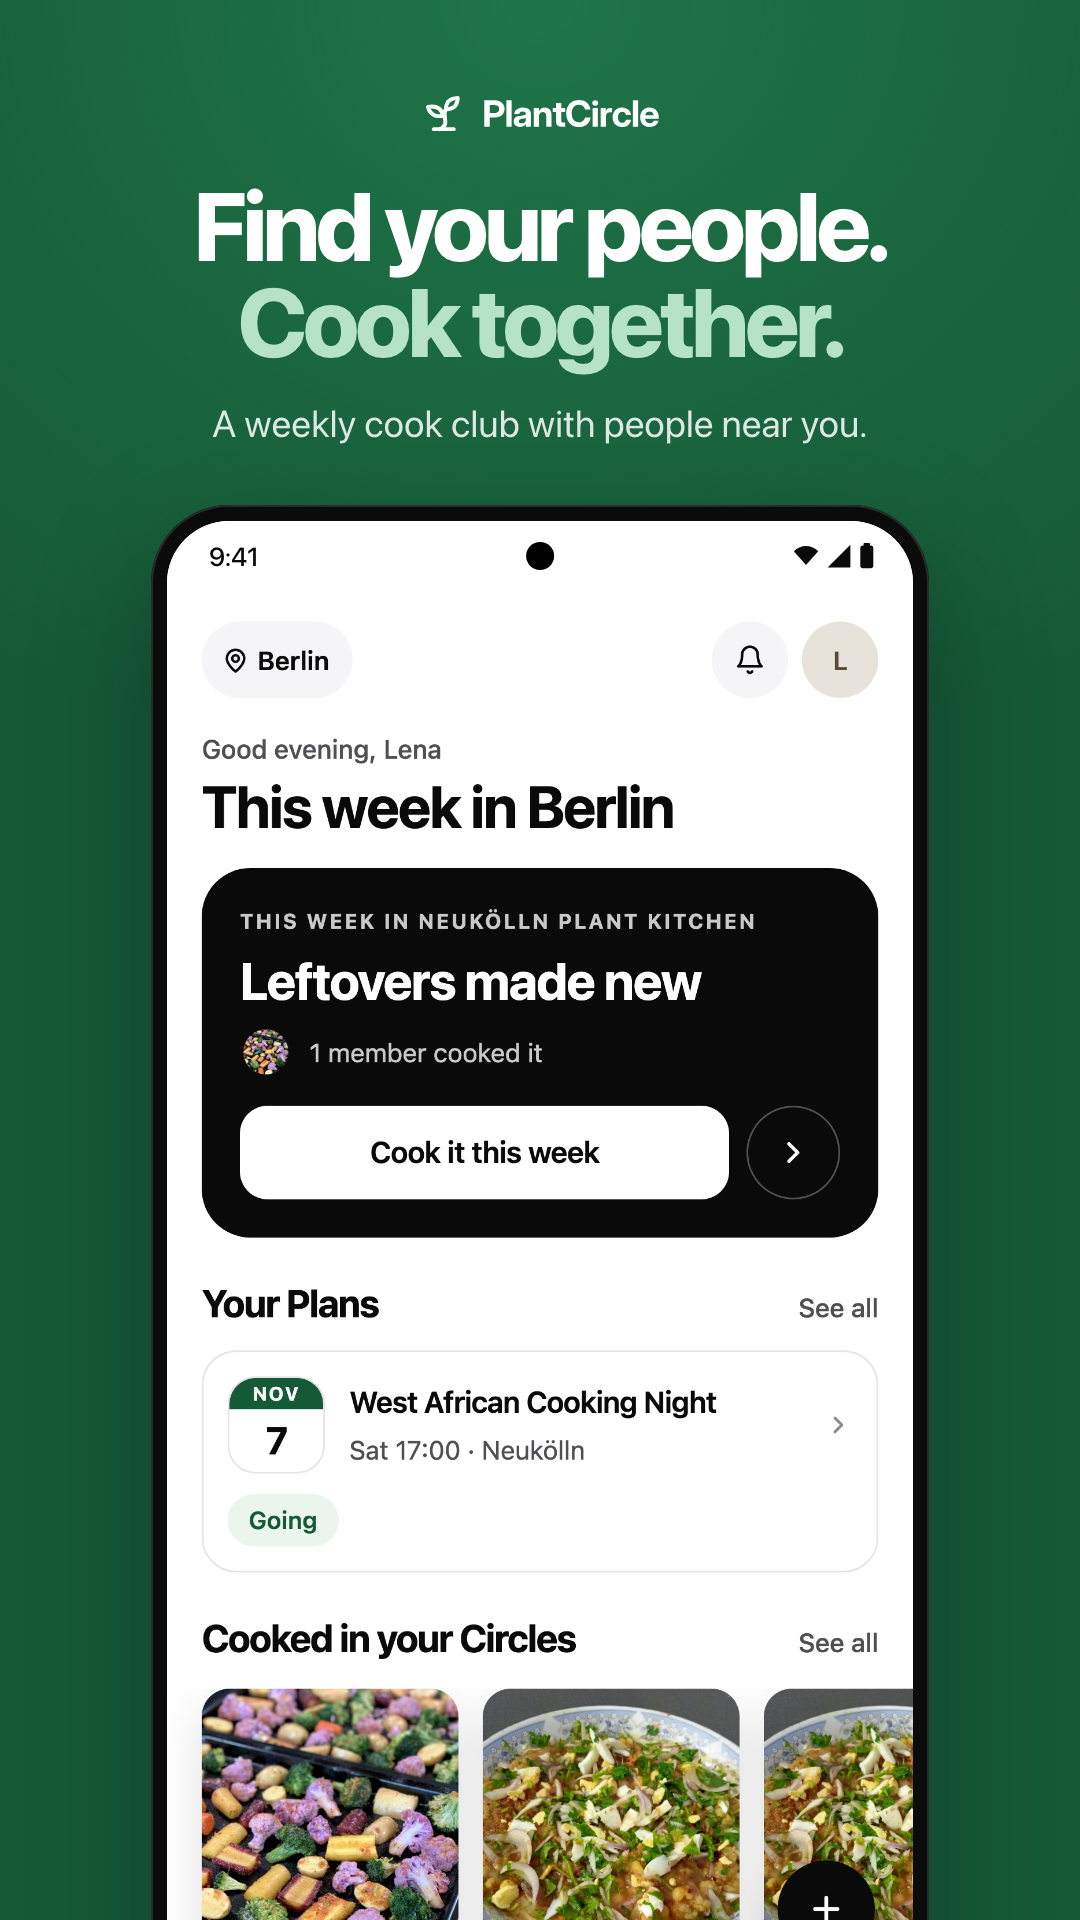 PlantCircle
Find your people.
Cook together.
A weekly cook club with people near you.
9:41
Berlin
L
Good evening, Lena
This week in Berlin
THIS WEEK IN NEUKÖLLN PLANT KITCHEN
Leftovers made new
1 member cooked it
Cook it this week
Your Plans
See all
NOV
7
West African Cooking Night
Sat 17:00 · Neukölln
Going
Cooked in your Circles
See all